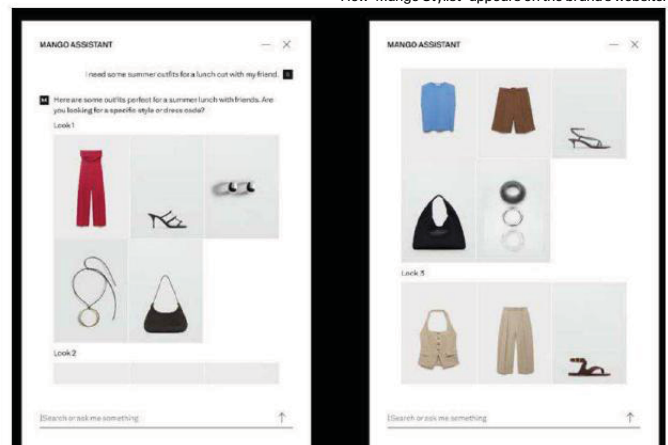 How 'Mango Stylist' appears on the brand's website.
MANGO ASSISTANT
I need some summer outfits for a lunch out with my friend.
Here are some outfits perfect for a summer lunch with friends. Are
you looking for a specific style or dress code?
Look 1
Look 2
Search or ask me something
MANGO ASSISTANT
Look 3
Search or ask me something